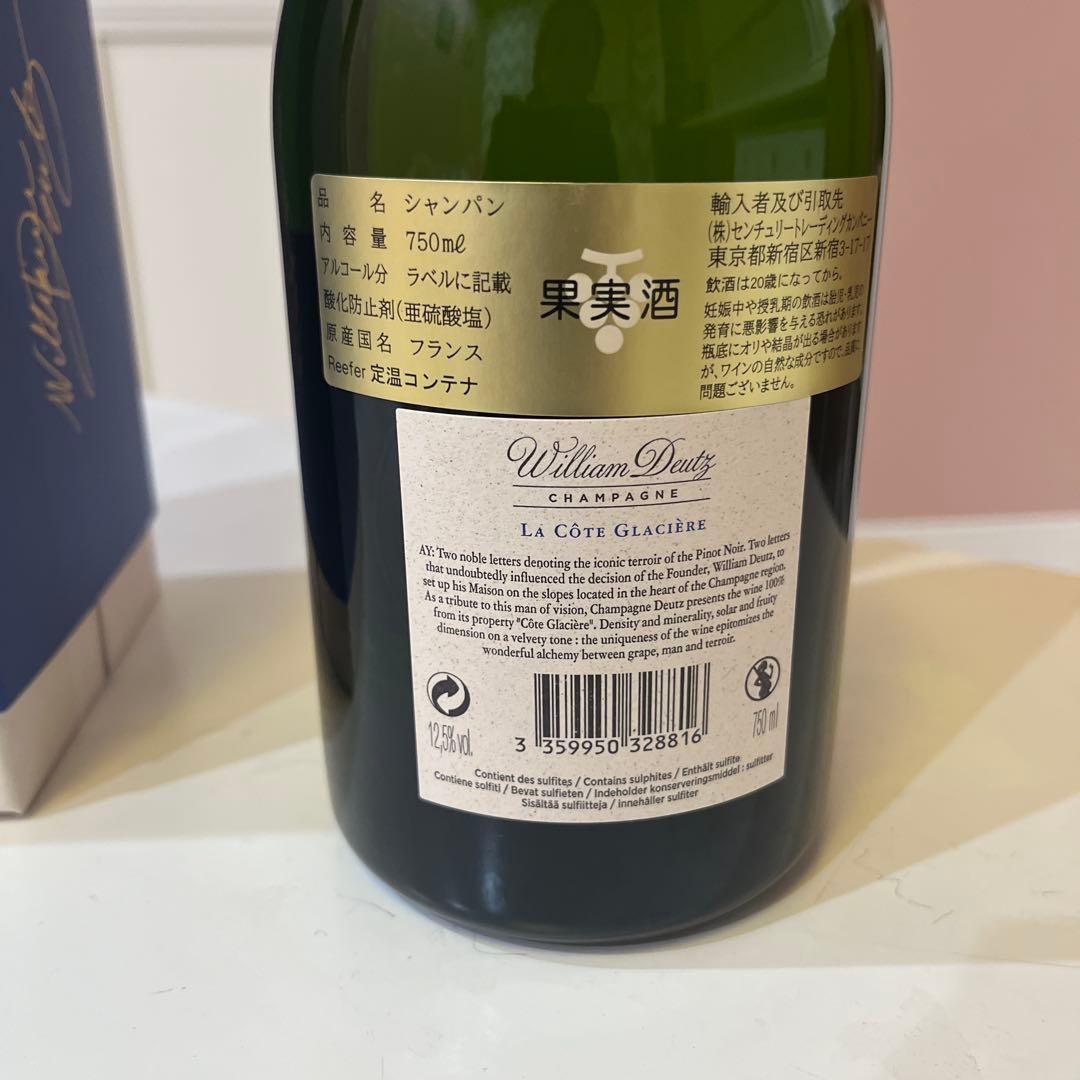 品名 シャンパン
内容量 750mℓ
アルコール分 ラベルに記載
酸化防止剤(亜硫酸塩)
原産国名 フランス
Reefer 定温コンテナ
果実酒
輸入者及び引取先
(株)センチュリートレーディングカンパニー
東京都新宿区新宿3-17-17
飲酒は20歳になってから。
妊娠中や授乳期の飲酒は胎児・乳児の
発育に悪影響を与える恐れがあります。
瓶底にオリや結晶が出る場合があります
が、ワインの自然な成分ですので、品質に
問題ございません。
William Deutz
CHAMPAGNE
LA CÔTE GLACIÈRE
AY: Two noble letters denoting the iconic terroir of the Pinot Noir. Two letters
that undoubtedly influenced the decision of the Founder, William Deutz, to
set up his Maison on the slopes located in the heart of the Champagne region.
As a tribute to this man of vision, Champagne Deutz presents the wine 100%
from its property "Côte Glacière". Density and minerality, solar and fruity
dimension on a velvety tone : the uniqueness of the wine epitomizes the
wonderful alchemy between grape, man and terroir.
12,5% vol.
3 359950 328816
750 ml
Contient des sulfites / Contains sulphites / Enthält sulfite
Contiene solfiti / Bevat sulfieten / Indeholder konserveringsmiddel : sulfitter
Sisältää sulfiitteja / innehåller sulfiter